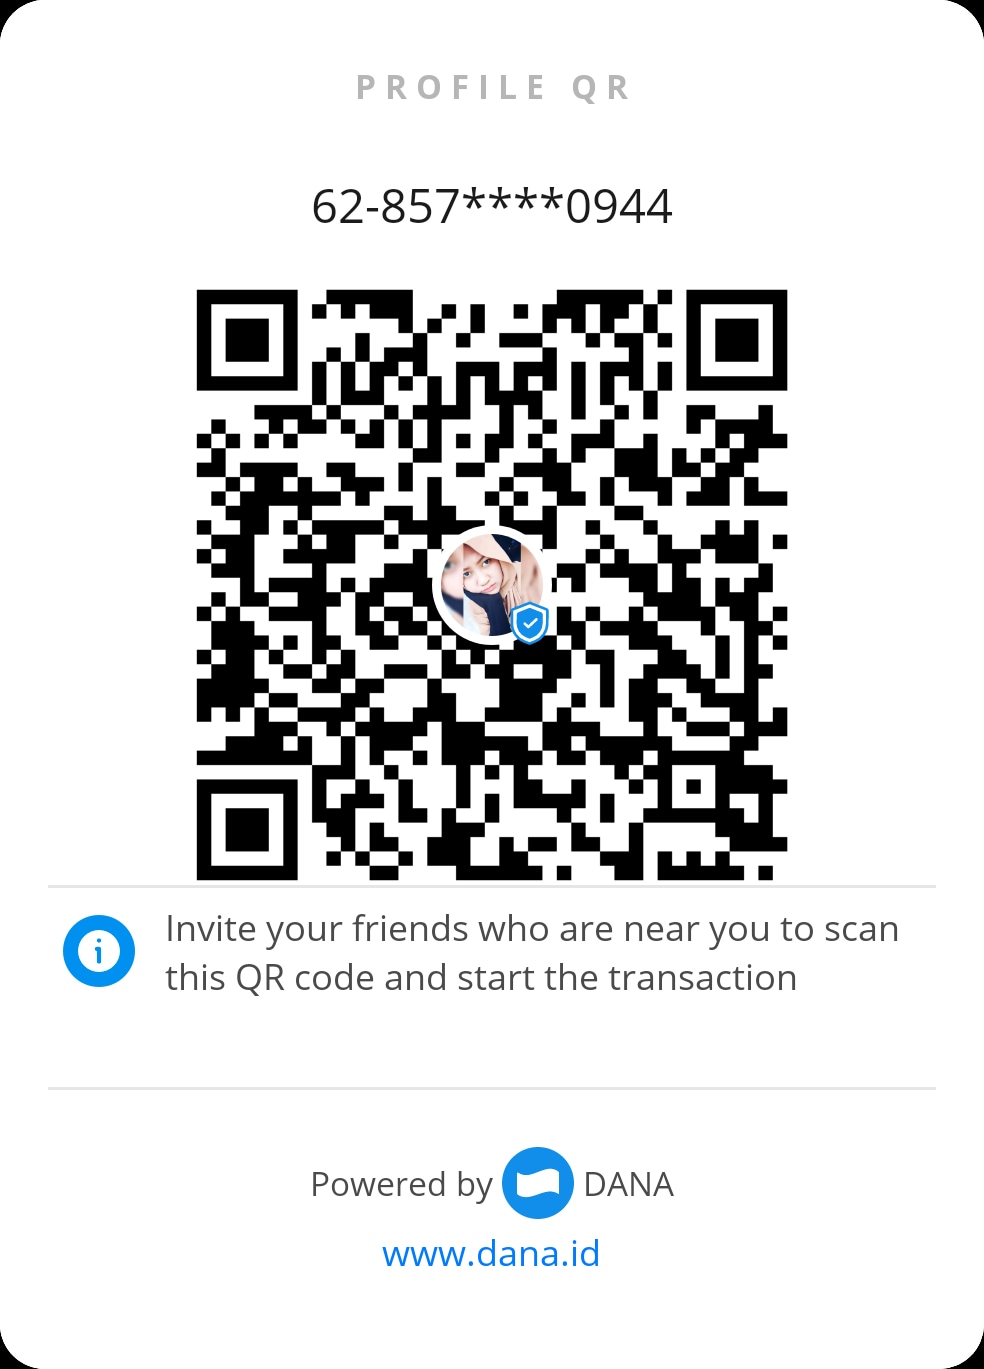 PROFILE QR
62-857****0944
Invite your friends who are near you to scan
this QR code and start the transaction
Powered by DANA
www.dana.id